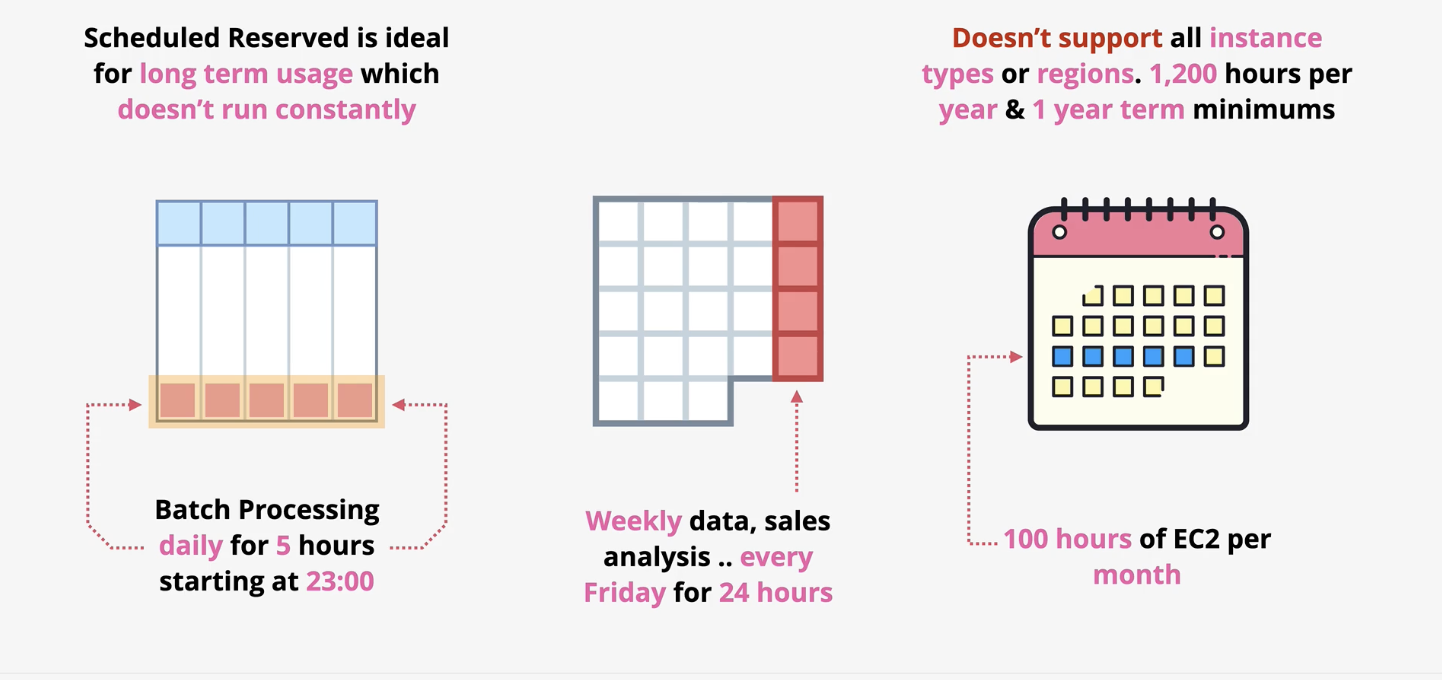 Scheduled Reserved is ideal
for long term usage which
doesn't run constantly
Doesn't support all instance
types or regions. 1,200 hours per
year & 1 year term minimums
Batch Processing
daily for 5 hours
starting at 23:00
Weekly data, sales
analysis .. every
Friday for 24 hours
100 hours of EC2 per
month